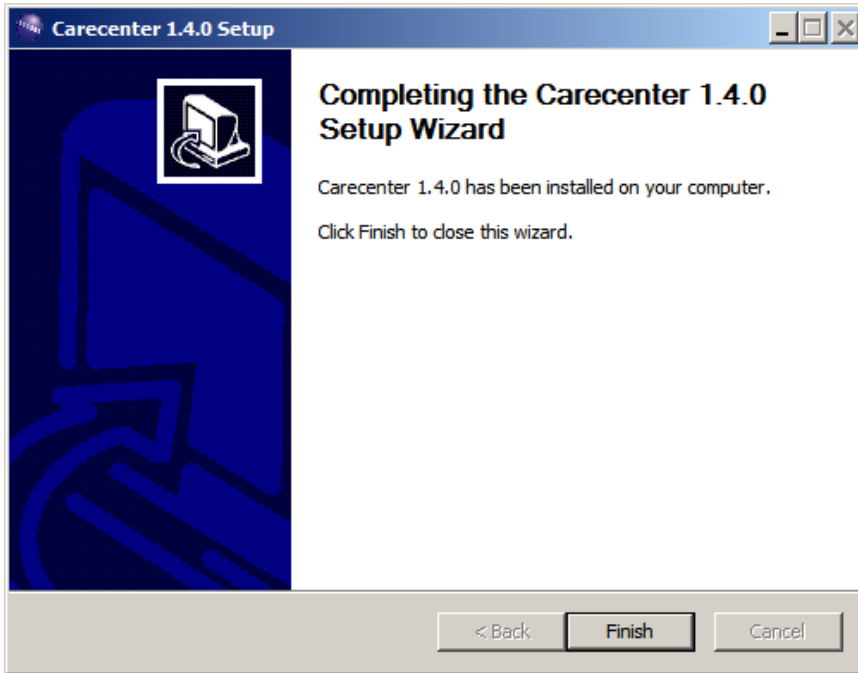 Carecenter 1.4.0 Setup
Completing the Carecenter 1.4.0
Setup Wizard
Carecenter 1.4.0 has been installed on your computer.
Click Finish to close this wizard.
< Back
Finish
Cancel